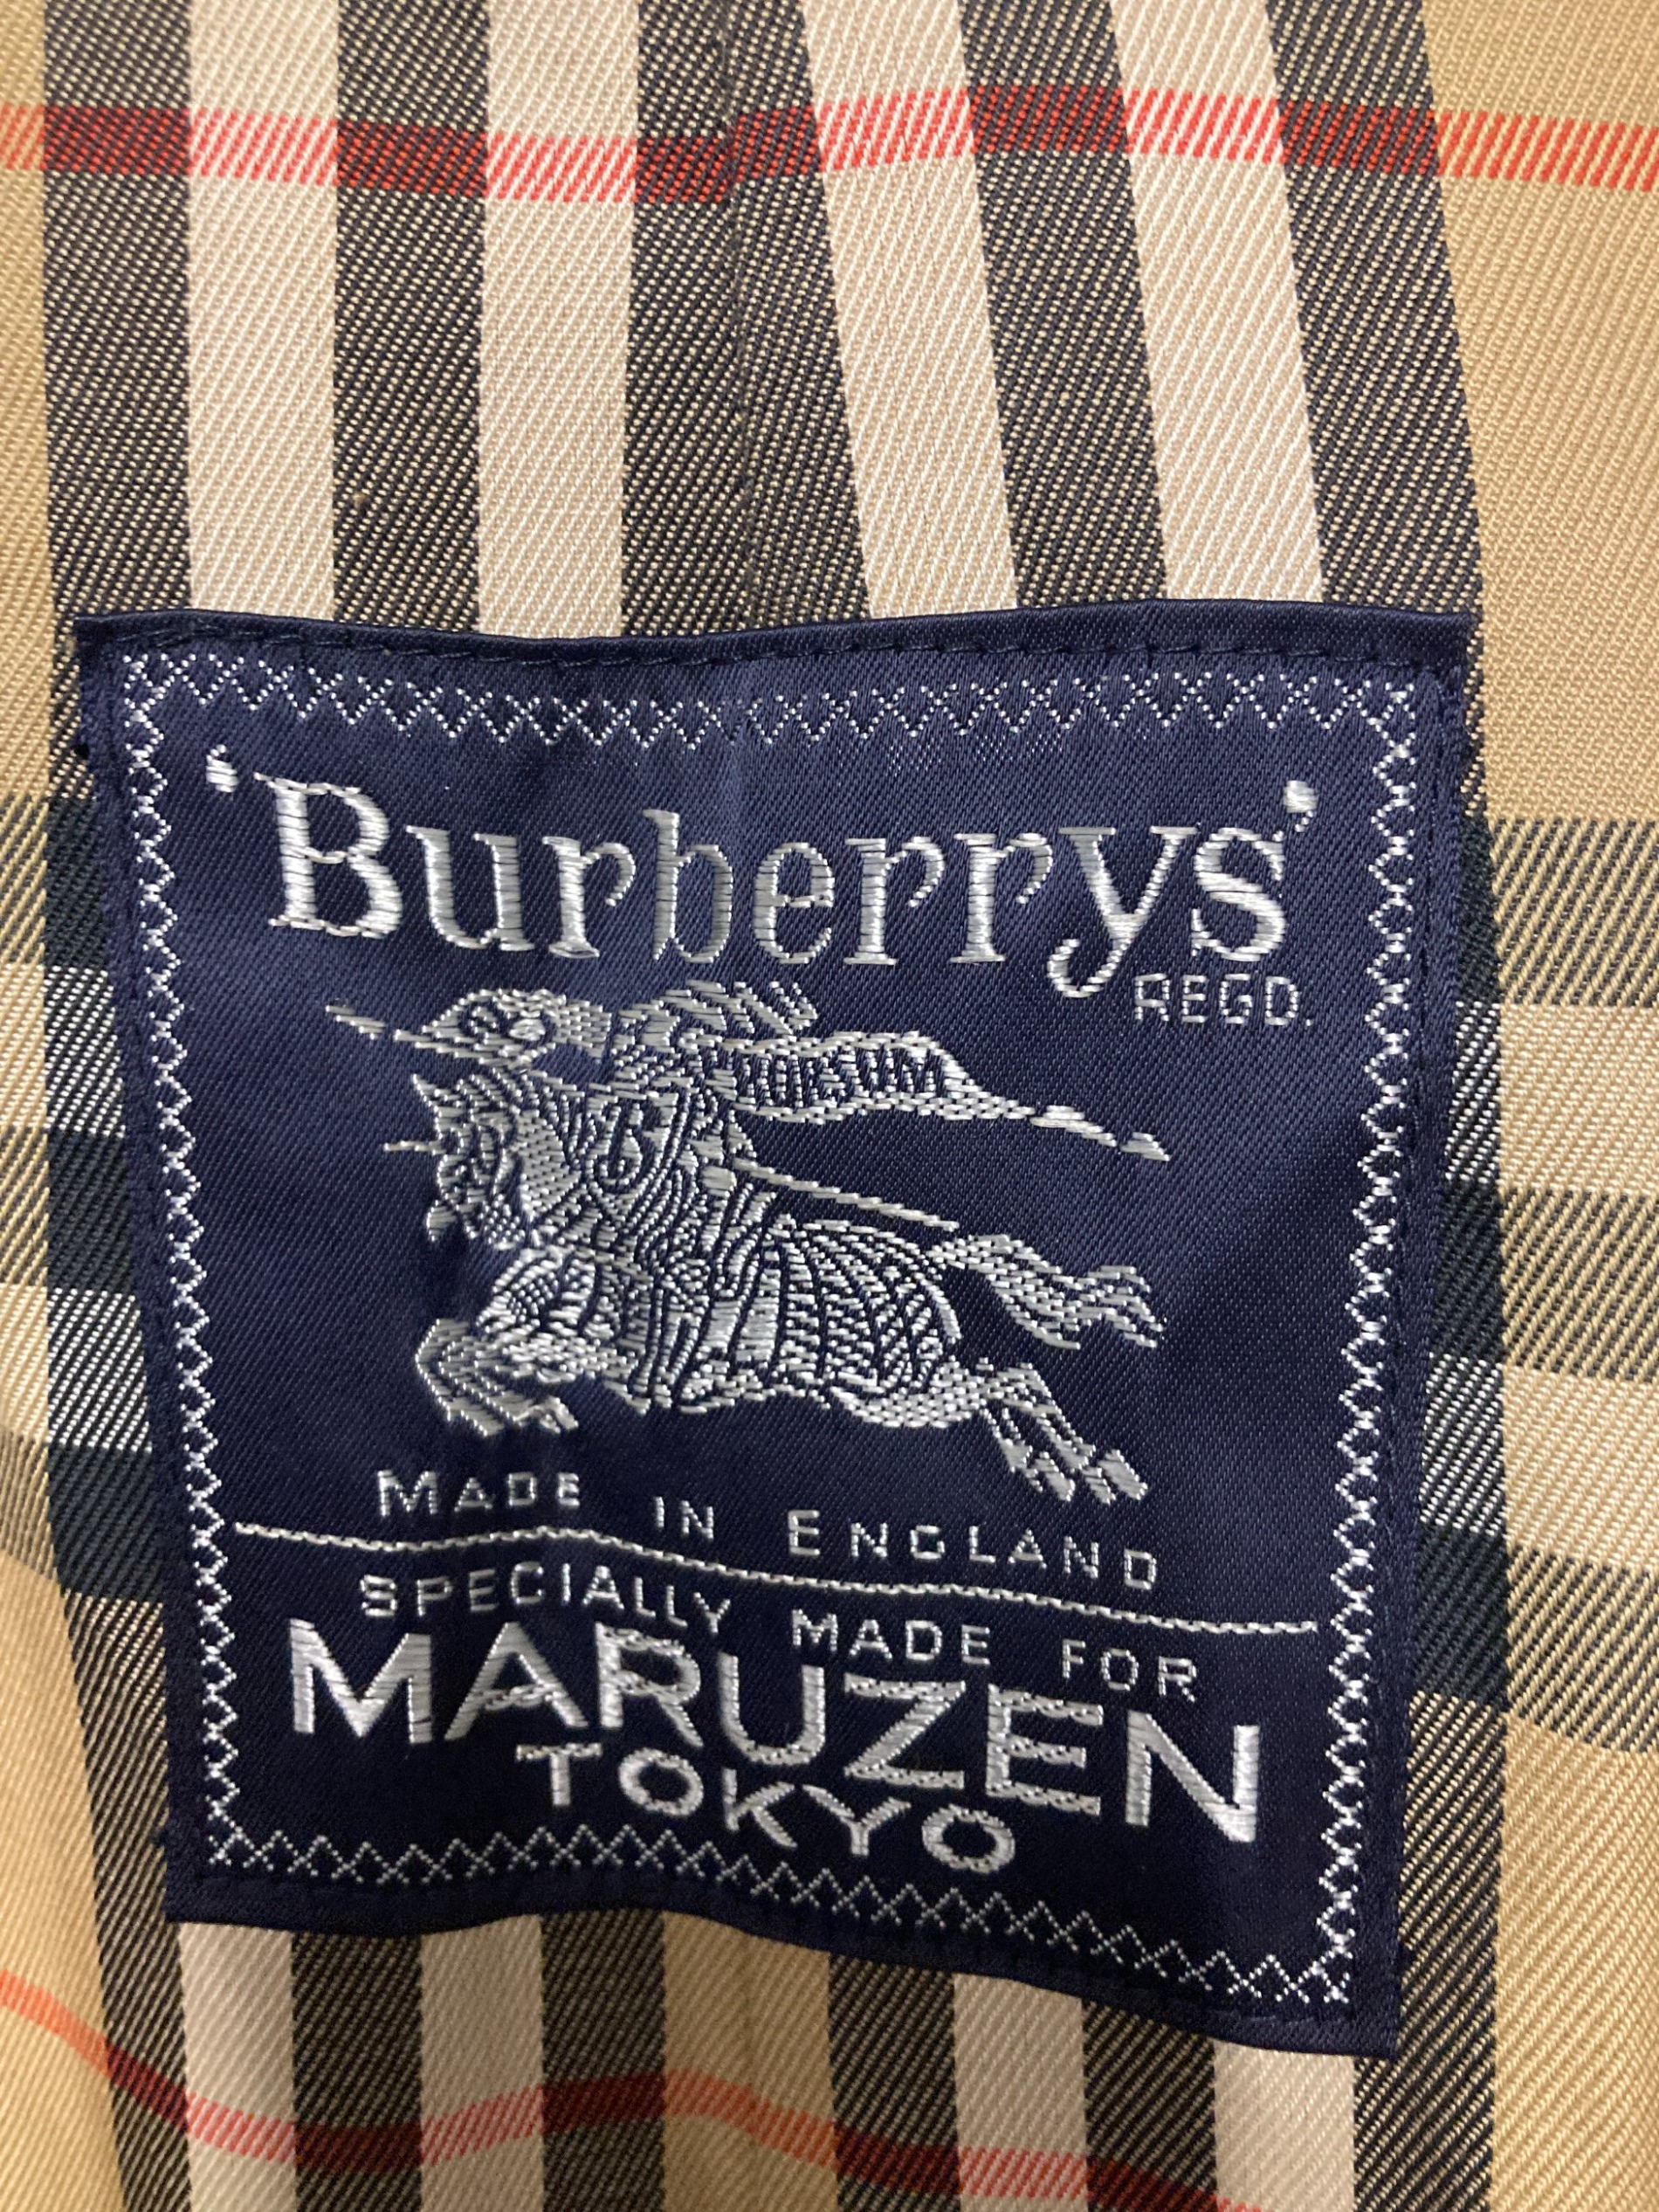 'Burberrys'
REGD.
PRORSUM
B
MADE IN ENGLAND
SPECIALLY MADE FOR
MARUZEN
TOKYO